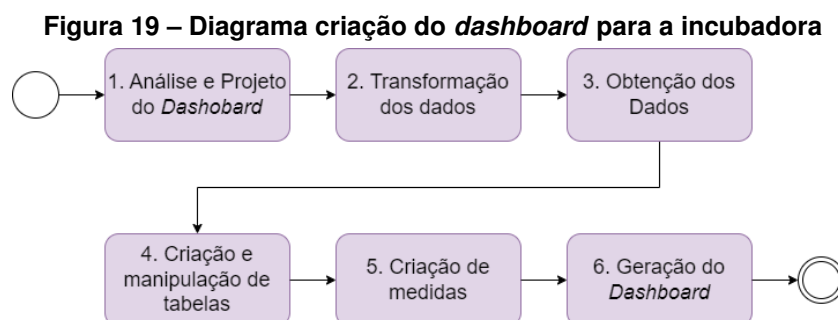 Figura 19 – Diagrama criação do dashboard para a incubadora
1. Análise e Projeto
do Dashobard
2. Transformação
dos dados
3. Obtenção dos
Dados
4. Criação e
manipulação de
tabelas
5. Criação de
medidas
6. Geração do
Dashboard